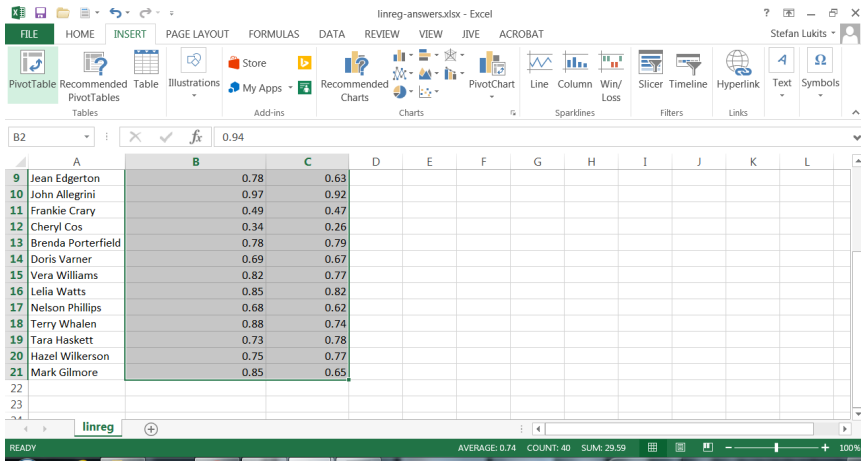 linreg-answers.xlsx - Excel
FILE HOME INSERT PAGE LAYOUT FORMULAS DATA REVIEW VIEW JIVE ACROBAT Stefan Lukits
PivotTable Recommended PivotTables Table Illustrations Store My Apps Recommended Charts PivotChart Line Column Win/Loss Slicer Timeline Hyperlink Text Symbols
Tables Add-ins Charts Sparklines Filters Links
B2 fx 0.94
A B C D E F G H I J K L
9 Jean Edgerton 0.78 0.63
10 John Allegrini 0.97 0.92
11 Frankie Crary 0.49 0.47
12 Cheryl Cos 0.34 0.26
13 Brenda Porterfield 0.78 0.79
14 Doris Varner 0.69 0.67
15 Vera Williams 0.82 0.77
16 Lelia Watts 0.85 0.82
17 Nelson Phillips 0.68 0.62
18 Terry Whalen 0.88 0.74
19 Tara Haskett 0.73 0.78
20 Hazel Wilkerson 0.75 0.77
21 Mark Gilmore 0.85 0.65
22
23
linreg
READY AVERAGE: 0.74 COUNT: 40 SUM: 29.59 100%